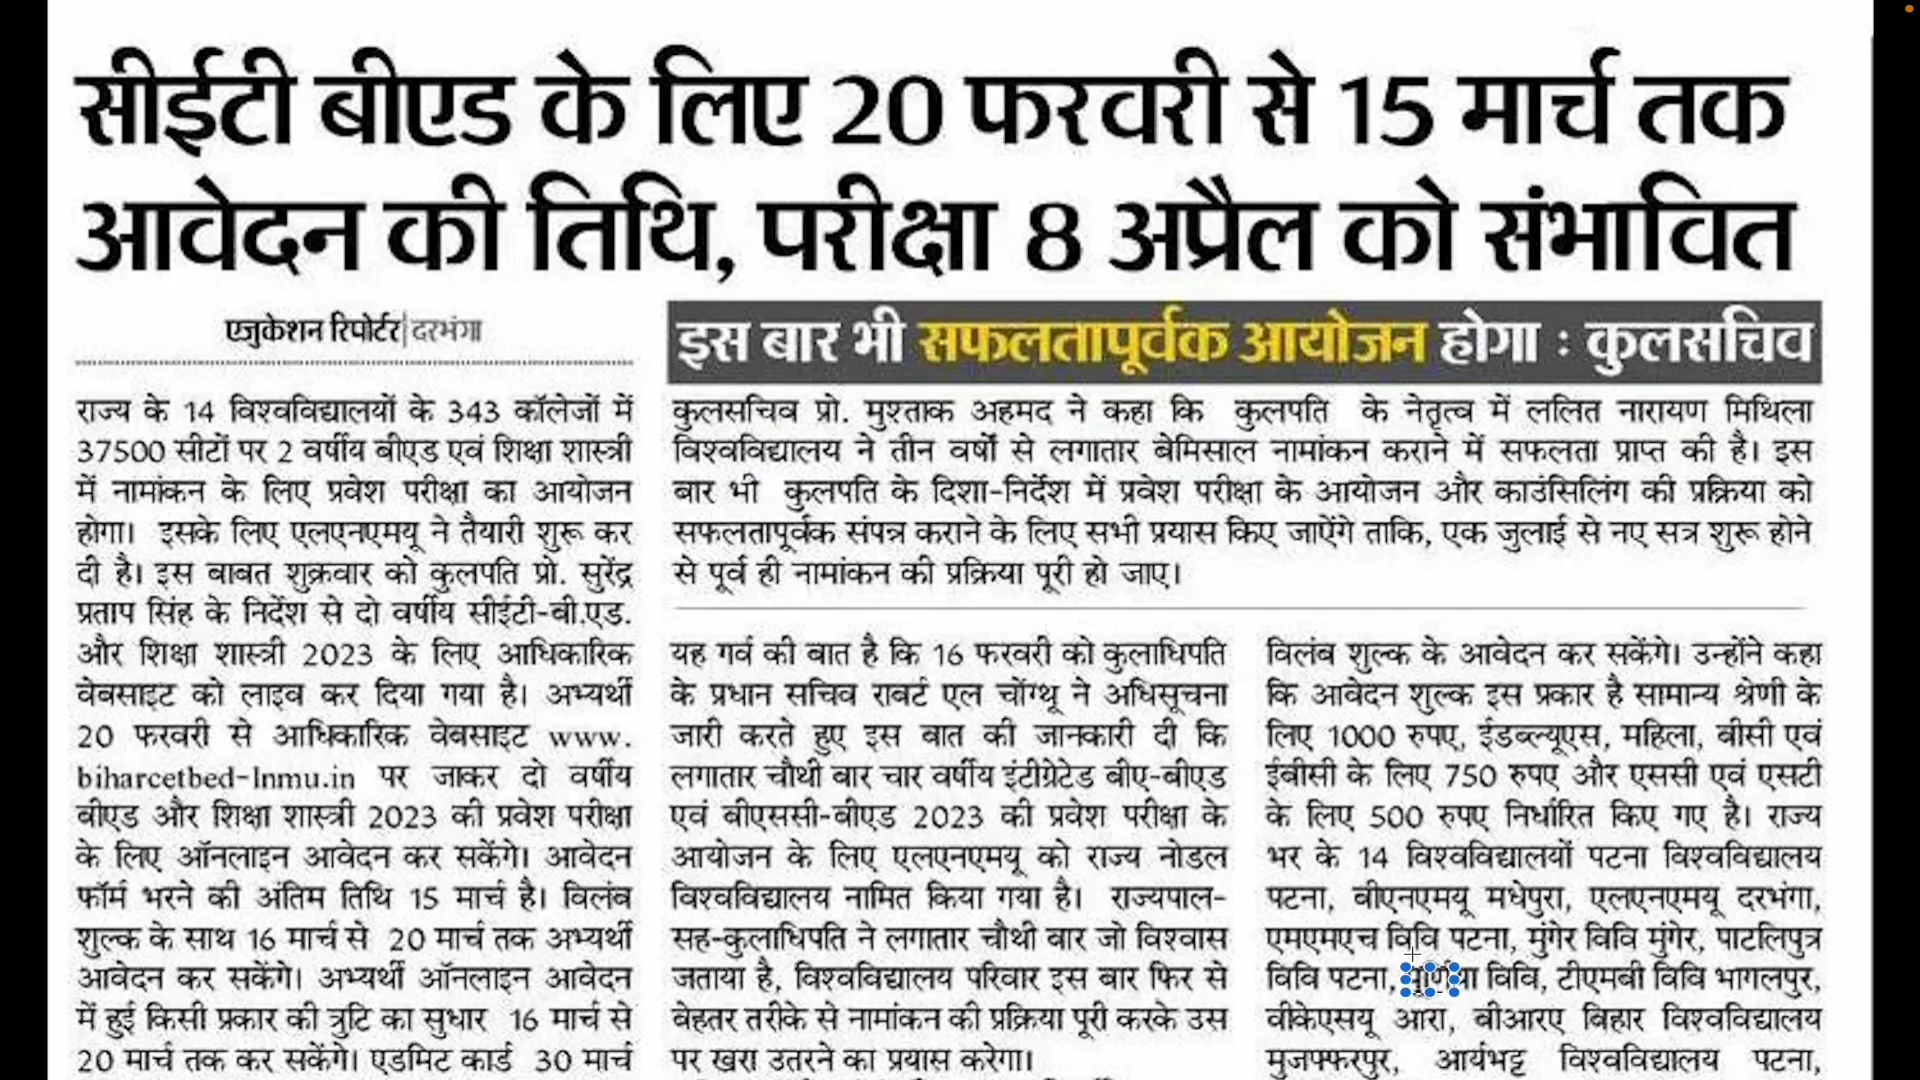 सीईटी बीएड के लिए 20 फरवरी से 15 मार्च तक
आवेदन की तिथि, परीक्षा 8 अप्रैल को संभावित
एजुकेशन रिपोर्टर|दरभंगा
राज्य के 14 विश्वविद्यालयों के 343 कॉलेजों में
37500 सीटों पर 2 वर्षीय बीएड एवं शिक्षा शास्त्री
में नामांकन के लिए प्रवेश परीक्षा का आयोजन
होगा। इसके लिए एलएनएमयू ने तैयारी शुरू कर
दी है। इस बाबत शुक्रवार को कुलपति प्रो. सुरेंद्र
प्रताप सिंह के निर्देश से दो वर्षीय सीईटी-बी.एड.
और शिक्षा शास्त्री 2023 के लिए आधिकारिक
वेबसाइट को लाइव कर दिया गया है। अभ्यर्थी
20 फरवरी से आधिकारिक वेबसाइट www.
biharcetbed-lnmu.in पर जाकर दो वर्षीय
बीएड और शिक्षा शास्त्री 2023 की प्रवेश परीक्षा
के लिए ऑनलाइन आवेदन कर सकेंगे। आवेदन
फॉर्म भरने की अंतिम तिथि 15 मार्च है। विलंब
शुल्क के साथ 16 मार्च से 20 मार्च तक अभ्यर्थी
आवेदन कर सकेंगे। अभ्यर्थी ऑनलाइन आवेदन
में हुई किसी प्रकार की त्रुटि का सुधार 16 मार्च से
20 मार्च तक कर सकेंगे। एडमिट कार्ड 30 मार्च
इस बार भी सफलतापूर्वक आयोजन होगा : कुलसचिव
कुलसचिव प्रो. मुश्ताक अहमद ने कहा कि कुलपति के नेतृत्व में ललित नारायण मिथिला
विश्वविद्यालय ने तीन वर्षों से लगातार बेमिसाल नामांकन कराने में सफलता प्राप्त की है। इस
बार भी कुलपति के दिशा-निर्देश में प्रवेश परीक्षा के आयोजन और काउंसिलिंग की प्रक्रिया को
सफलतापूर्वक संपन्न कराने के लिए सभी प्रयास किए जाऐंगे ताकि, एक जुलाई से नए सत्र शुरू होने
से पूर्व ही नामांकन की प्रक्रिया पूरी हो जाए।
यह गर्व की बात है कि 16 फरवरी को कुलाधिपति
के प्रधान सचिव राबर्ट एल चोंग्थू ने अधिसूचना
जारी करते हुए इस बात की जानकारी दी कि
लगातार चौथी बार चार वर्षीय इंटीग्रेटेड बीए-बीएड
एवं बीएससी-बीएड 2023 की प्रवेश परीक्षा के
आयोजन के लिए एलएनएमयू को राज्य नोडल
विश्वविद्यालय नामित किया गया है। राज्यपाल-
सह-कुलाधिपति ने लगातार चौथी बार जो विश्वास
जताया है, विश्वविद्यालय परिवार इस बार फिर से
बेहतर तरीके से नामांकन की प्रक्रिया पूरी करके उस
पर खरा उतरने का प्रयास करेगा।
विलंब शुल्क के आवेदन कर सकेंगे। उन्होंने कहा
कि आवेदन शुल्क इस प्रकार है सामान्य श्रेणी के
लिए 1000 रुपए, ईडब्ल्यूएस, महिला, बीसी एवं
ईबीसी के लिए 750 रुपए और एससी एवं एसटी
के लिए 500 रुपए निर्धारित किए गए है। राज्य
भर के 14 विश्वविद्यालयों पटना विश्वविद्यालय
पटना, बीएनएमयू मधेपुरा, एलएनएमयू दरभंगा,
एमएमएच विवि पटना, मुंगेर विवि मुंगेर, पाटलिपुत्र
विवि पटना, विवि, टीएमबी विवि भागलपुर,
वीकेएसयू आरा, बीआरए बिहार विश्वविद्यालय
मुजफ्फरपुर, आर्यभट्ट विश्वविद्यालय पटना,